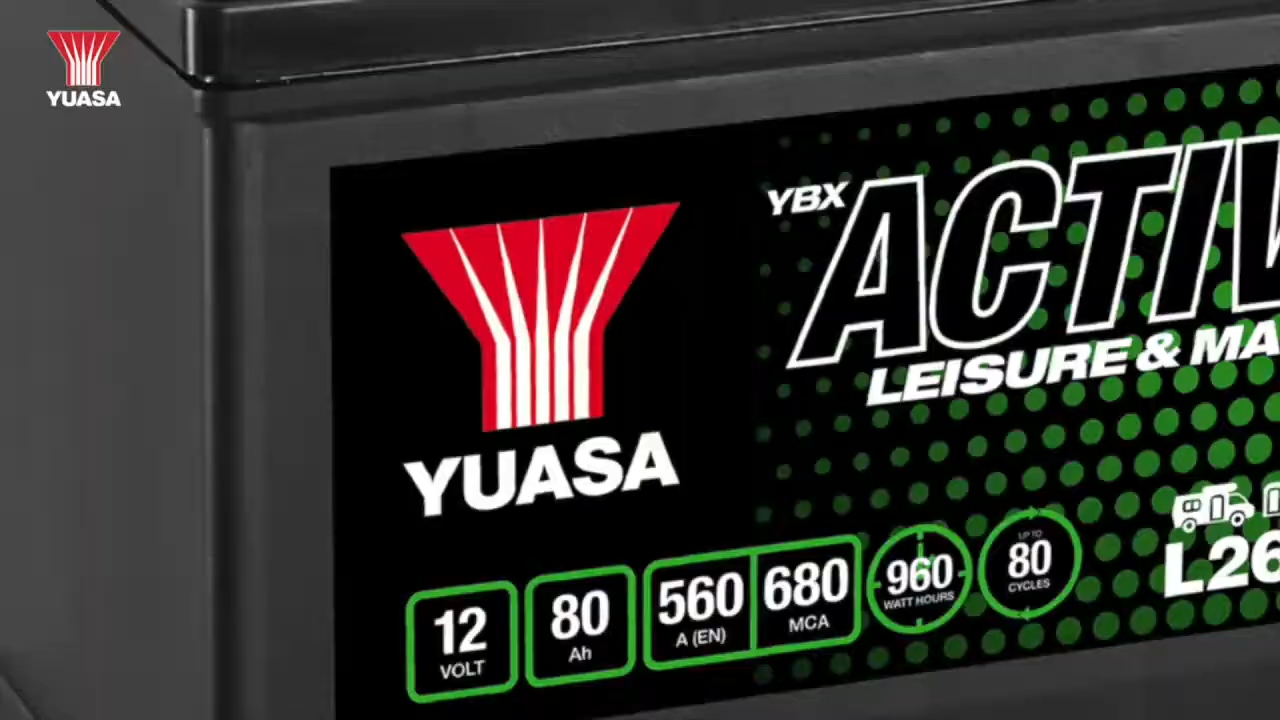 YUASA
YBX
ACTIV
LEISURE & MA
YUASA
12
VOLT
80
Ah
560
A (EN)
680
MCA
960
WATT HOURS
UP TO
80
CYCLES
L26